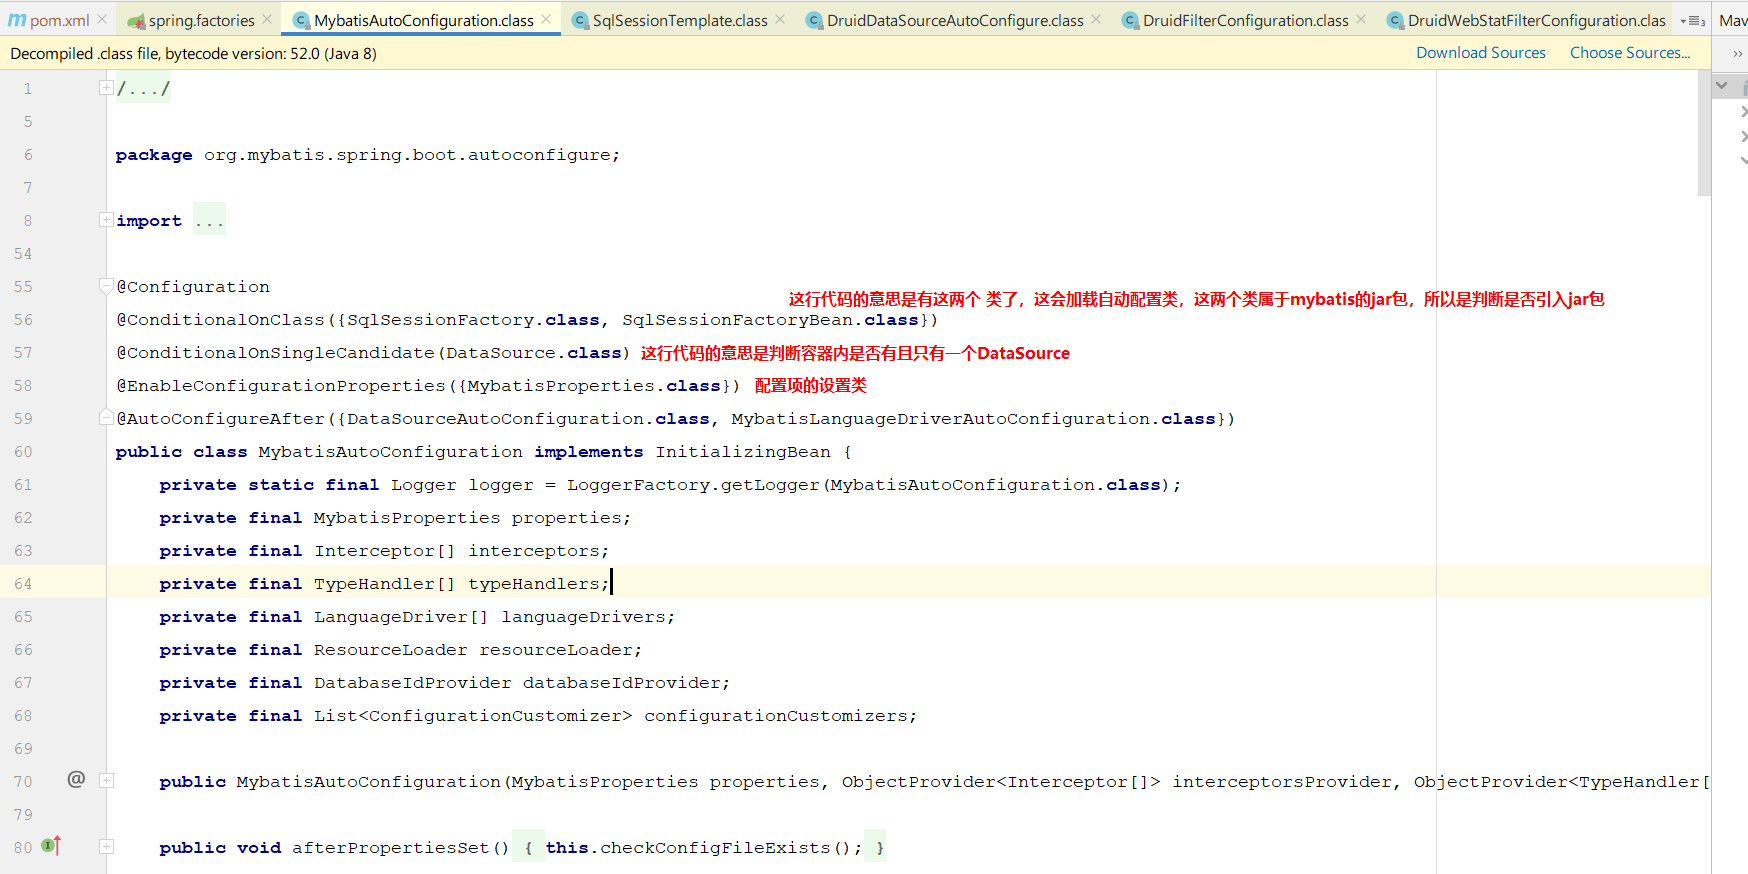 pom.xml spring.factories MybatisAutoConfiguration.class SqlSessionTemplate.class DruidDataSourceAutoConfigure.class DruidFilterConfiguration.class DruidWebStatFilterConfiguration.clas Mav
Decompiled .class file, bytecode version: 52.0 (Java 8) Download Sources Choose Sources...
1 /.../
5
6 package org.mybatis.spring.boot.autoconfigure;
7
8 import ...
54
55 @Configuration
这行代码的意思是有这两个 类了，这会加载自动配置类，这两个类属于mybatis的jar包，所以是判断是否引入jar包
56 @ConditionalOnClass({SqlSessionFactory.class, SqlSessionFactoryBean.class})
57 @ConditionalOnSingleCandidate(DataSource.class) 这行代码的意思是判断容器内是否有且只有一个DataSource
58 @EnableConfigurationProperties({MybatisProperties.class}) 配置项的设置类
59 @AutoConfigureAfter({DataSourceAutoConfiguration.class, MybatisLanguageDriverAutoConfiguration.class})
60 public class MybatisAutoConfiguration implements InitializingBean {
61 private static final Logger logger = LoggerFactory.getLogger(MybatisAutoConfiguration.class);
62 private final MybatisProperties properties;
63 private final Interceptor[] interceptors;
64 private final TypeHandler[] typeHandlers;
65 private final LanguageDriver[] languageDrivers;
66 private final ResourceLoader resourceLoader;
67 private final DatabaseIdProvider databaseIdProvider;
68 private final List<ConfigurationCustomizer> configurationCustomizers;
69
70 @ public MybatisAutoConfiguration(MybatisProperties properties, ObjectProvider<Interceptor[]> interceptorsProvider, ObjectProvider<TypeHandler[
79
80 public void afterPropertiesSet() { this.checkConfigFileExists(); }